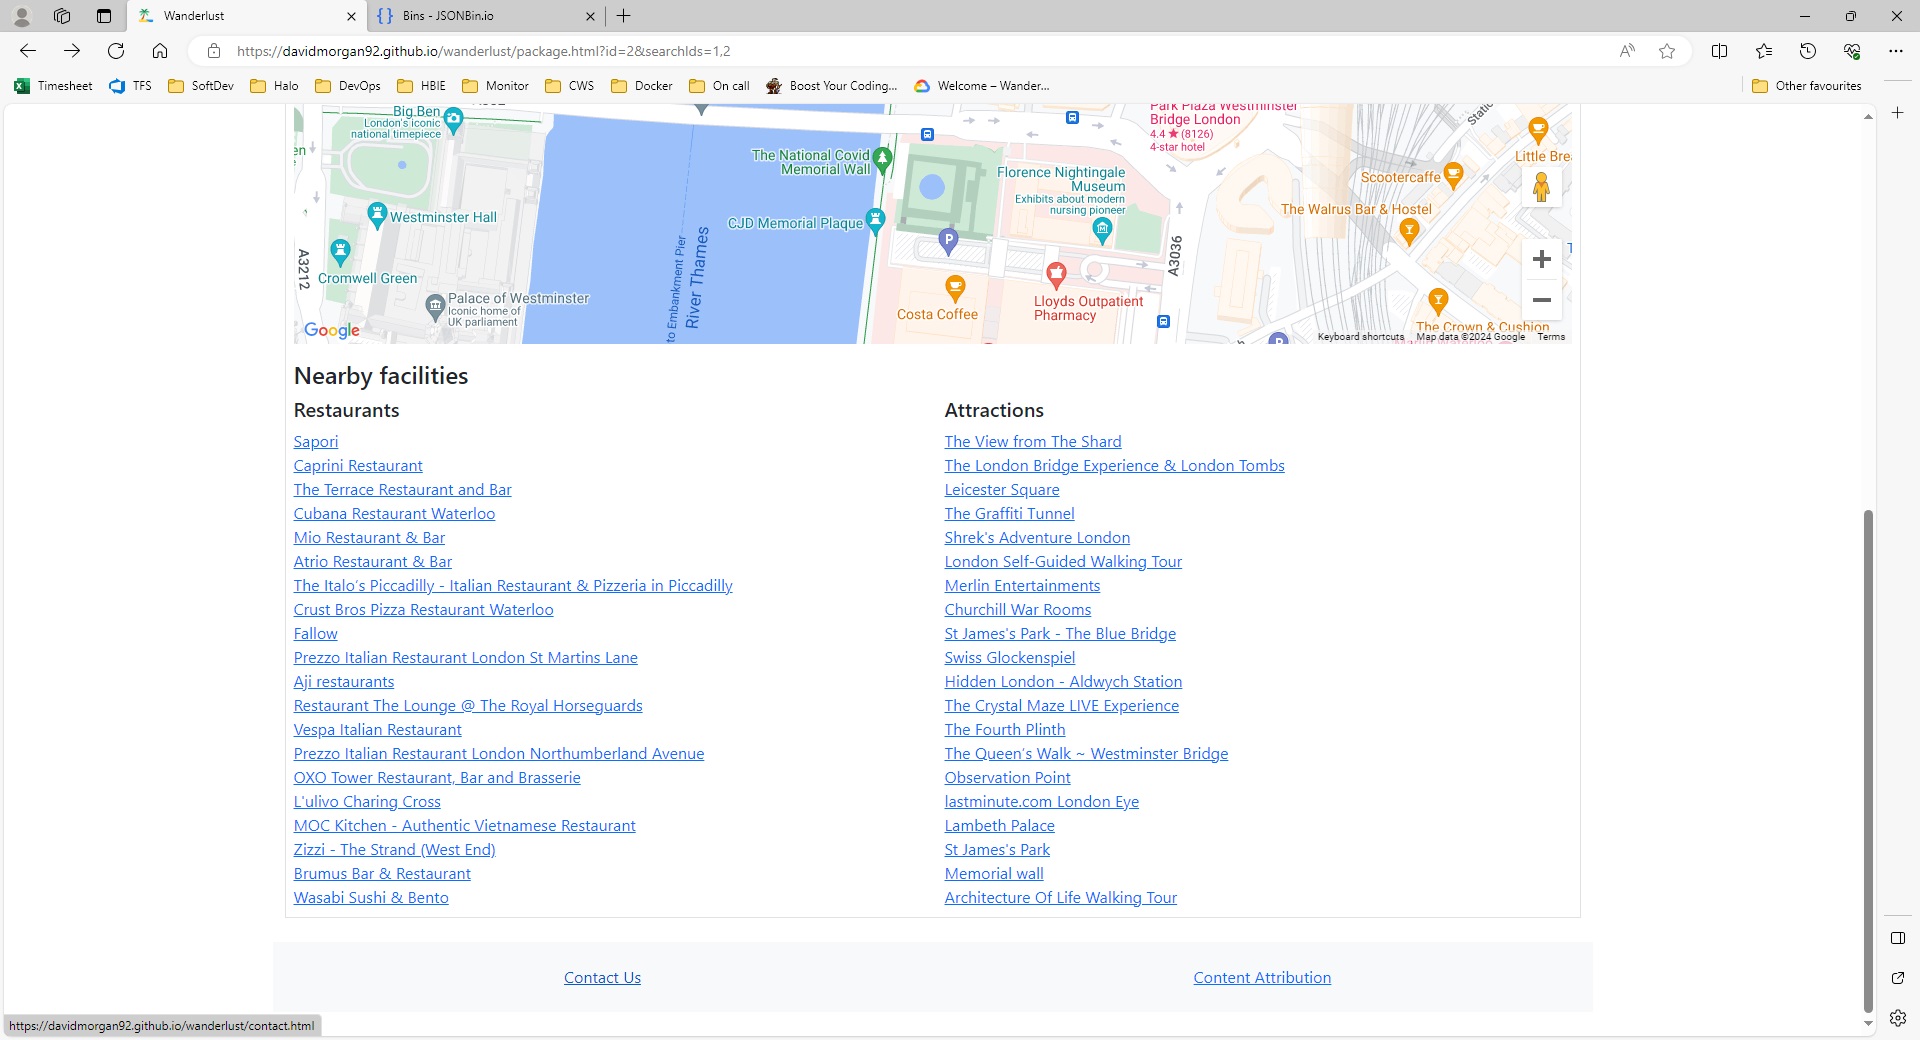 Wanderlust
Bins - JSONBin.io
https://davidmorgan92.github.io/wanderlust/package.html?id=2&searchIds=1,2
Timesheet
TFS
SoftDev
Halo
DevOps
HBIE
Monitor
CWS
Docker
On call
Boost Your Coding...
Welcome – Wander...
Other favourites
Big Ben
London's iconic
national timepiece
Westminster Hall
Cromwell Green
A3212
Palace of Westminster
Iconic home of
UK parliament
Google
to Embankment Pier
River Thames
The National Covid
Memorial Wall
CJD Memorial Plaque
Florence Nightingale
Museum
Exhibits about modern
nursing pioneer
Park Plaza Westminster
Bridge London
4.4 ★ (8126)
4-star hotel
P
Costa Coffee
Lloyds Outpatient
Pharmacy
A3036
Scootercaffe
The Walrus Bar & Hostel
The Crown & Cushion
Keyboard shortcuts
Map data ©2024 Google
Terms
Nearby facilities
Restaurants
Sapori
Caprini Restaurant
The Terrace Restaurant and Bar
Cubana Restaurant Waterloo
Mio Restaurant & Bar
Atrio Restaurant & Bar
The Italo's Piccadilly - Italian Restaurant & Pizzeria in Piccadilly
Crust Bros Pizza Restaurant Waterloo
Fallow
Prezzo Italian Restaurant London St Martins Lane
Aji restaurants
Restaurant The Lounge @ The Royal Horseguards
Vespa Italian Restaurant
Prezzo Italian Restaurant London Northumberland Avenue
OXO Tower Restaurant, Bar and Brasserie
L'ulivo Charing Cross
MOC Kitchen - Authentic Vietnamese Restaurant
Zizzi - The Strand (West End)
Brumus Bar & Restaurant
Wasabi Sushi & Bento
Attractions
The View from The Shard
The London Bridge Experience & London Tombs
Leicester Square
The Graffiti Tunnel
Shrek's Adventure London
London Self-Guided Walking Tour
Merlin Entertainments
Churchill War Rooms
St James's Park - The Blue Bridge
Swiss Glockenspiel
Hidden London - Aldwych Station
The Crystal Maze LIVE Experience
The Fourth Plinth
The Queen's Walk ~ Westminster Bridge
Observation Point
lastminute.com London Eye
Lambeth Palace
St James's Park
Memorial wall
Architecture Of Life Walking Tour
Contact Us
Content Attribution
https://davidmorgan92.github.io/wanderlust/contact.html